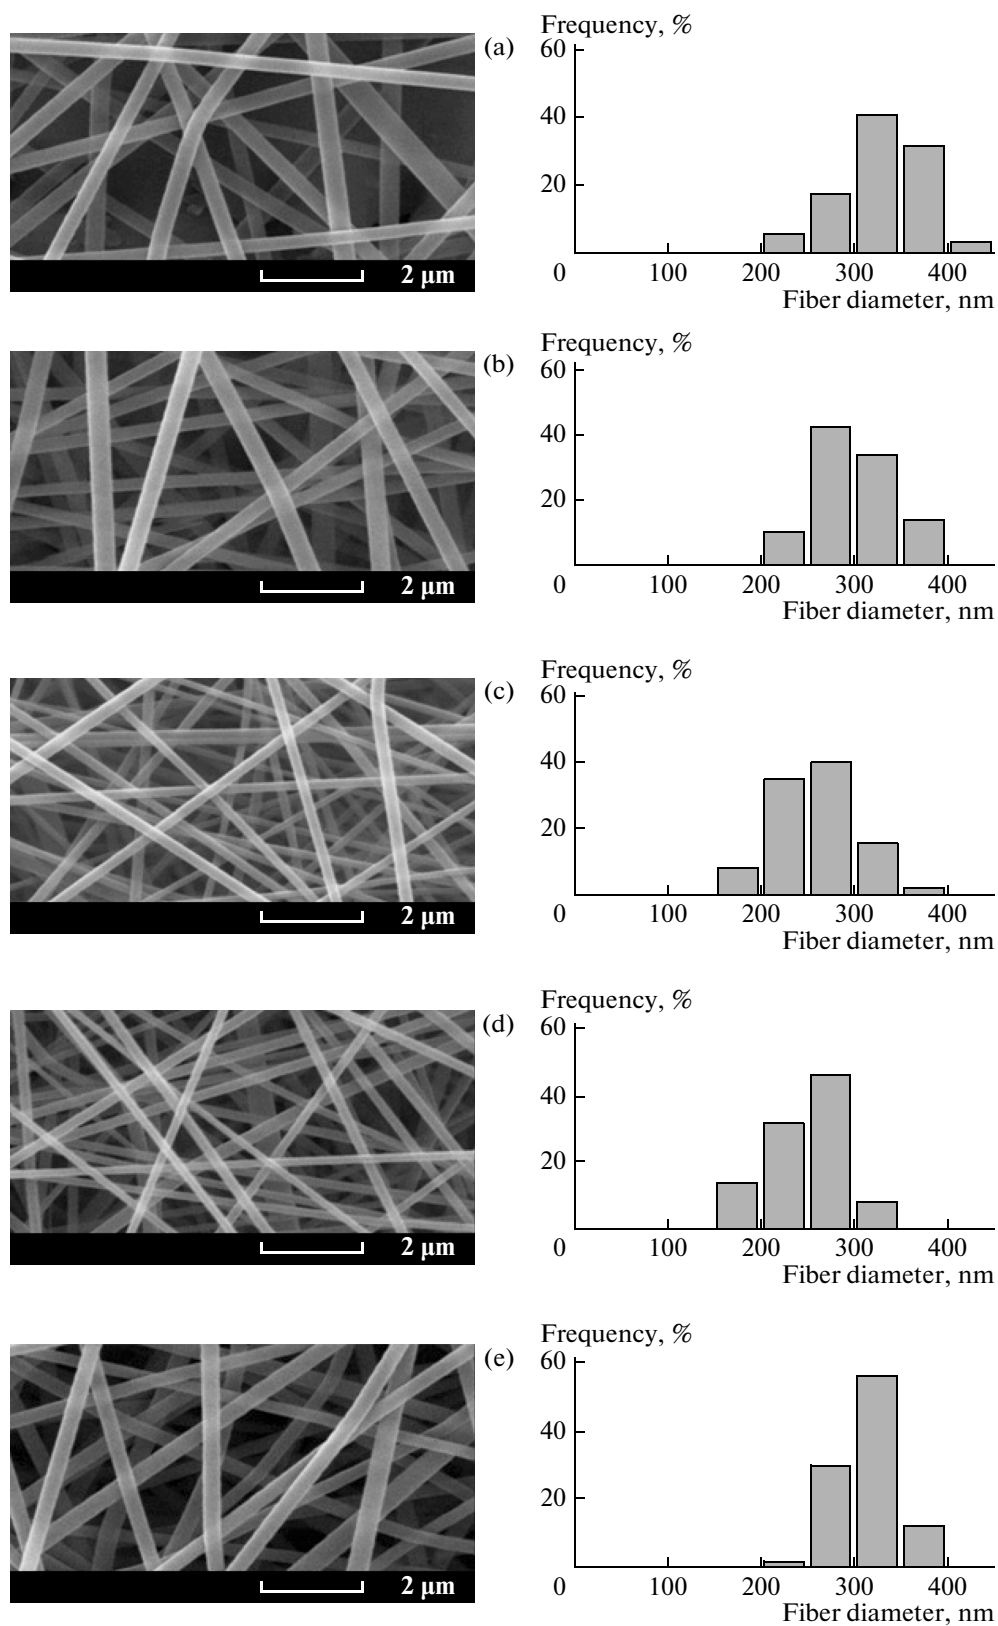 (a)
Frequency, %
60
40
20
0 100 200 300 400
Fiber diameter, nm
2 µm
(b)
Frequency, %
60
40
20
0 100 200 300 400
Fiber diameter, nm
2 µm
(c)
Frequency, %
60
40
20
0 100 200 300 400
Fiber diameter, nm
2 µm
(d)
Frequency, %
60
40
20
0 100 200 300 400
Fiber diameter, nm
2 µm
(e)
Frequency, %
60
40
20
0 100 200 300 400
Fiber diameter, nm
2 µm